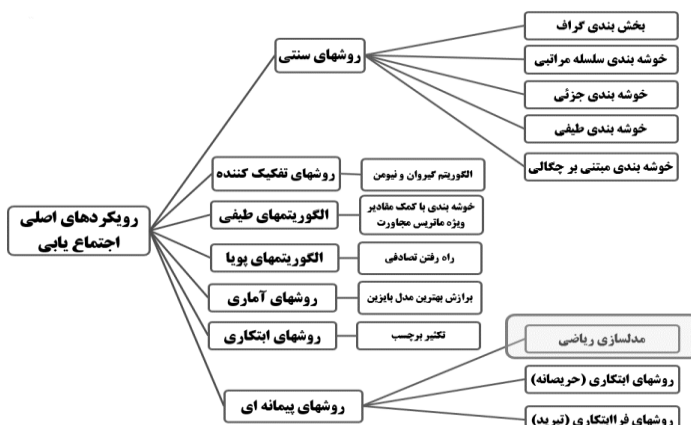 رویکردهای اصلی
اجتماع یابی
روشهای سنتی
بخش بندی گراف
خوشه بندی سلسله مراتبی
خوشه بندی جزئی
خوشه بندی طیفی
خوشه بندی مبتنی بر چگالی
روشهای تفکیک کننده
الگوریتم گیروان و نیومن
الگوریتمهای طیفی
خوشه بندی با کمک مقادیر
ویژه ماتریس مجاورت
الگوریتمهای پویا
راه رفتن تصادفی
روشهای آماری
برازش بهترین مدل بایزین
روشهای ابتکاری
تکثیر برچسب
روشهای پیمانه ای
مدلسازی ریاضی
روشهای ابتکاری (حریصانه)
روشهای فراابتکاری (تبرید)